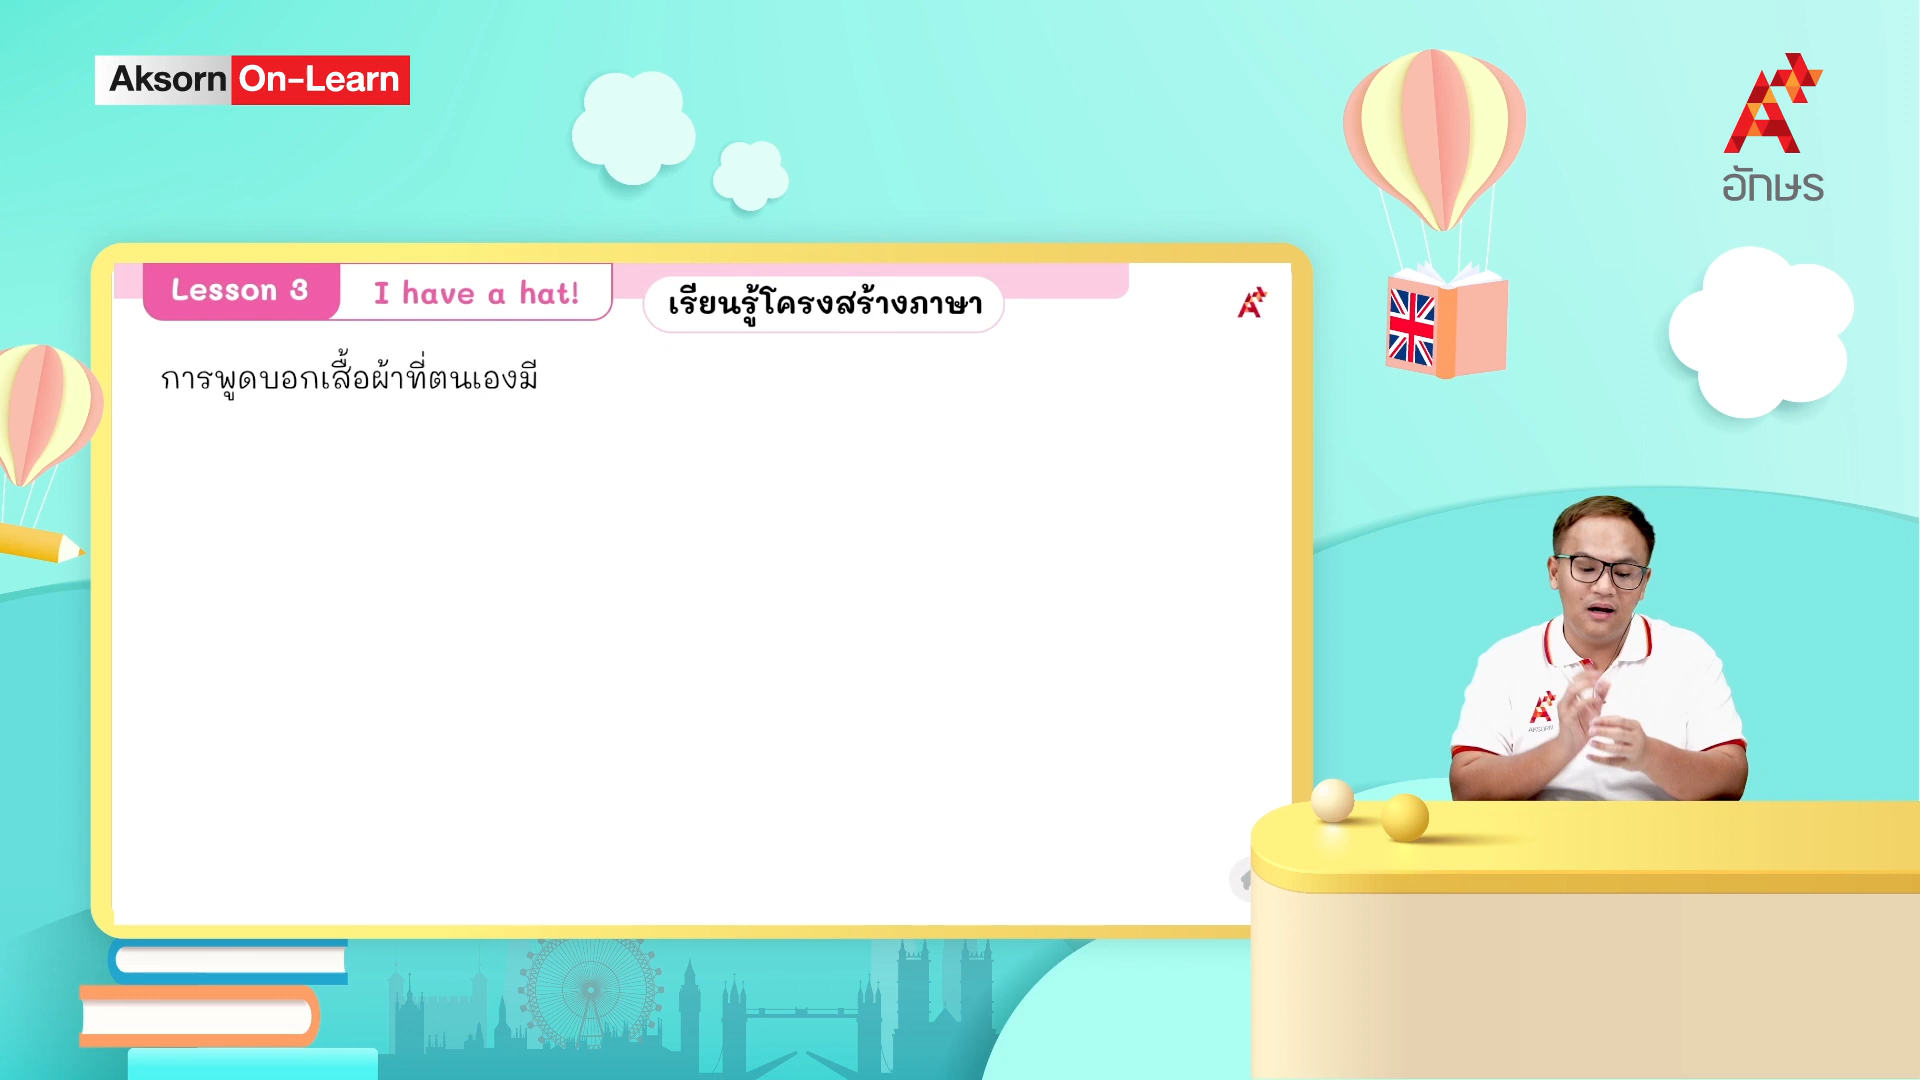 Aksorn On-Learn
อักษร
Lesson 3
I have a hat!
เรียนรู้โครงสร้างภาษา
การพูดบอกเสื้อผ้าที่ตนเองมี
AKSORN